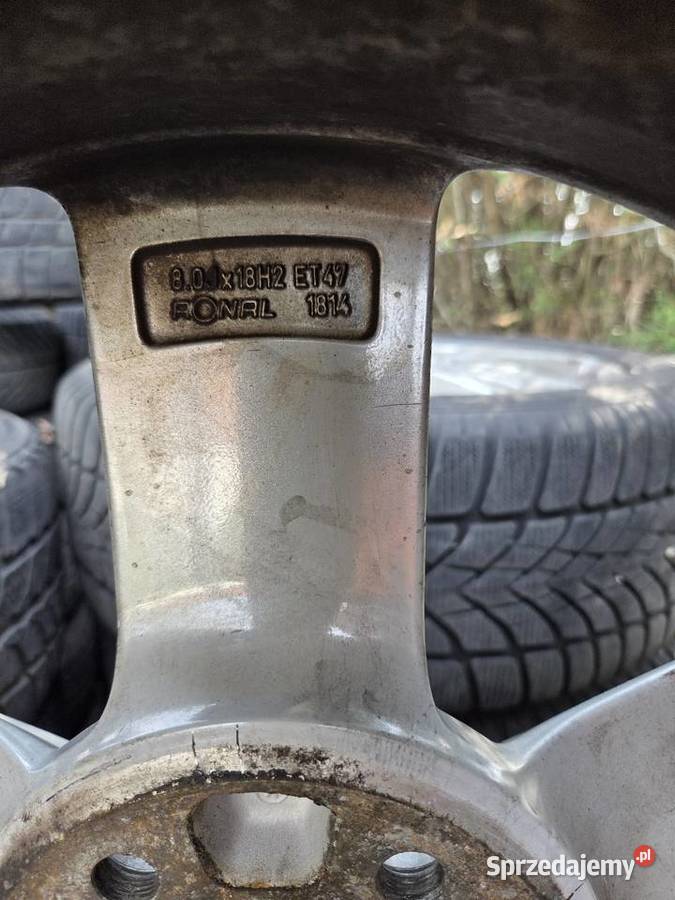 8.0Jx18H2 ET47
RONAL 1814
Sprzedajemy.pl